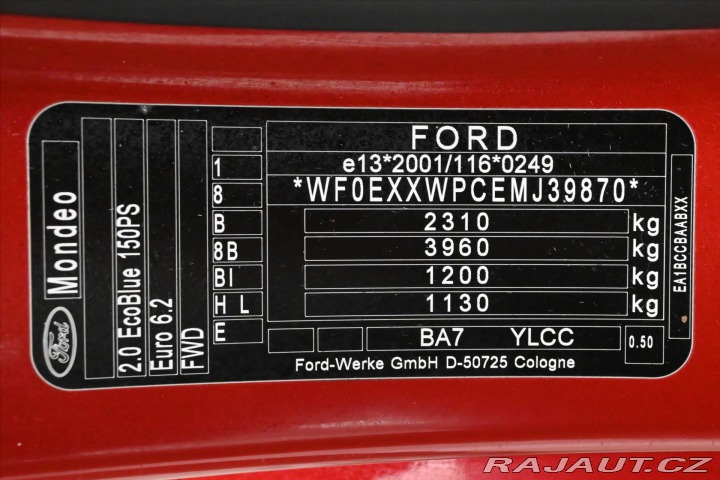 FORD
e13*2001/116*0249
*WF0EXXWPCEMJ39870*
2310 kg
3960 kg
1200 kg
1130 kg
BA7 YLCC
0.50
Ford-Werke GmbH D-50725 Cologne
1
8
B
8B
BI
H L
E
FWD
Euro 6.2
2.0 EcoBlue 150PS
Mondeo
Ford
EA1BCCBAABXX
RAJAUT.CZ